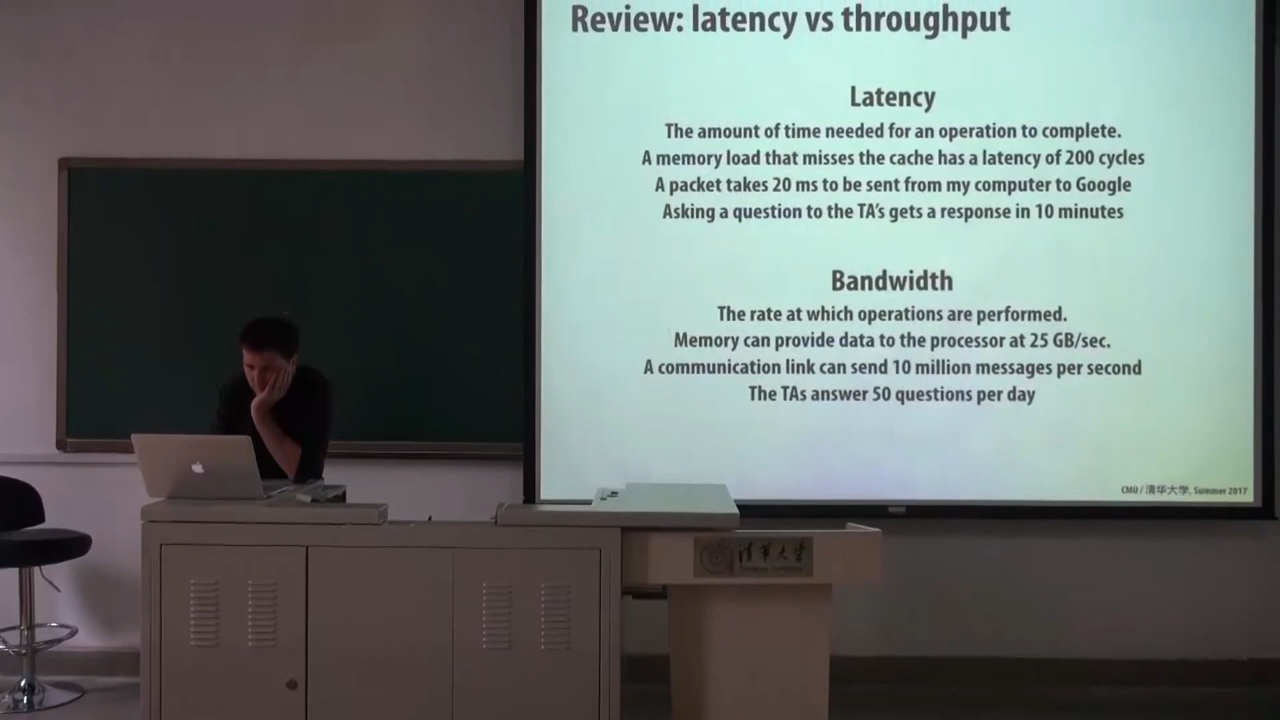 Review: latency vs throughput
Latency
The amount of time needed for an operation to complete.
A memory load that misses the cache has a latency of 200 cycles
A packet takes 20 ms to be sent from my computer to Google
Asking a question to the TA's gets a response in 10 minutes
Bandwidth
The rate at which operations are performed.
Memory can provide data to the processor at 25 GB/sec.
A communication link can send 10 million messages per second
The TAs answer 50 questions per day
CMU / 清华大学, Summer 2017
清华大学